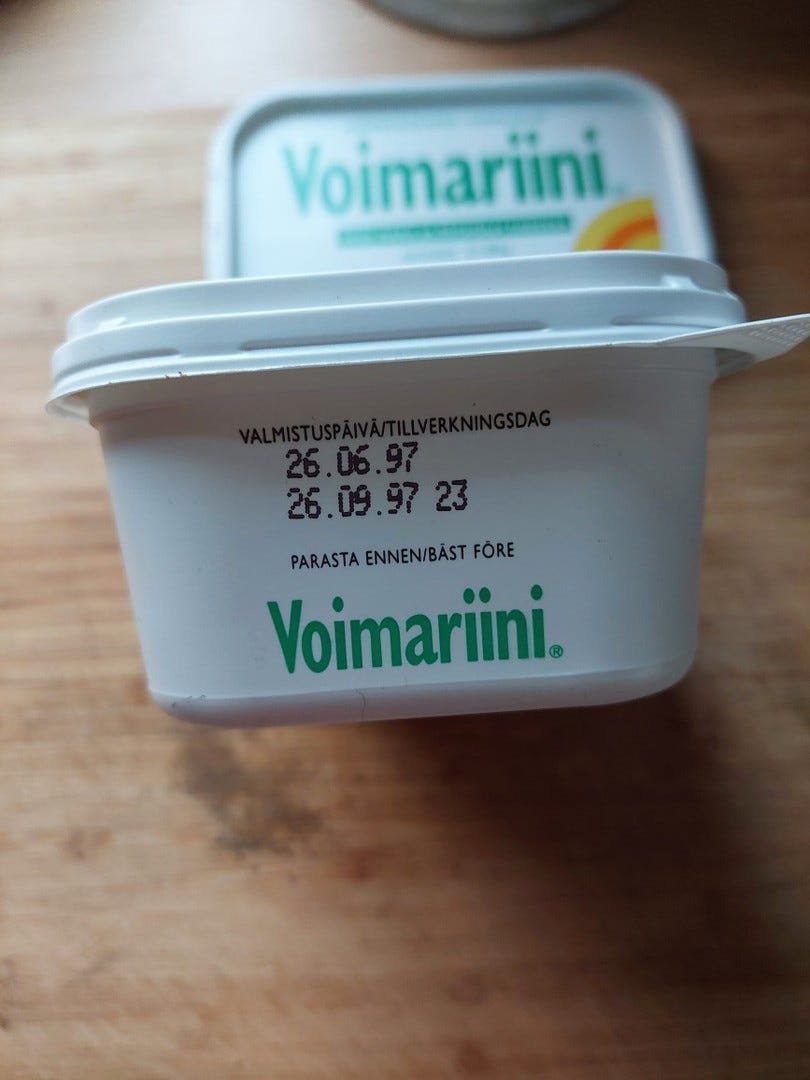 Voimariini
VALMISTUSPÄIVÄ/TILLVERKNINGSDAG
26.06.97
26.09.97 23
PARASTA ENNEN/BÄST FÖRE
Voimariini®